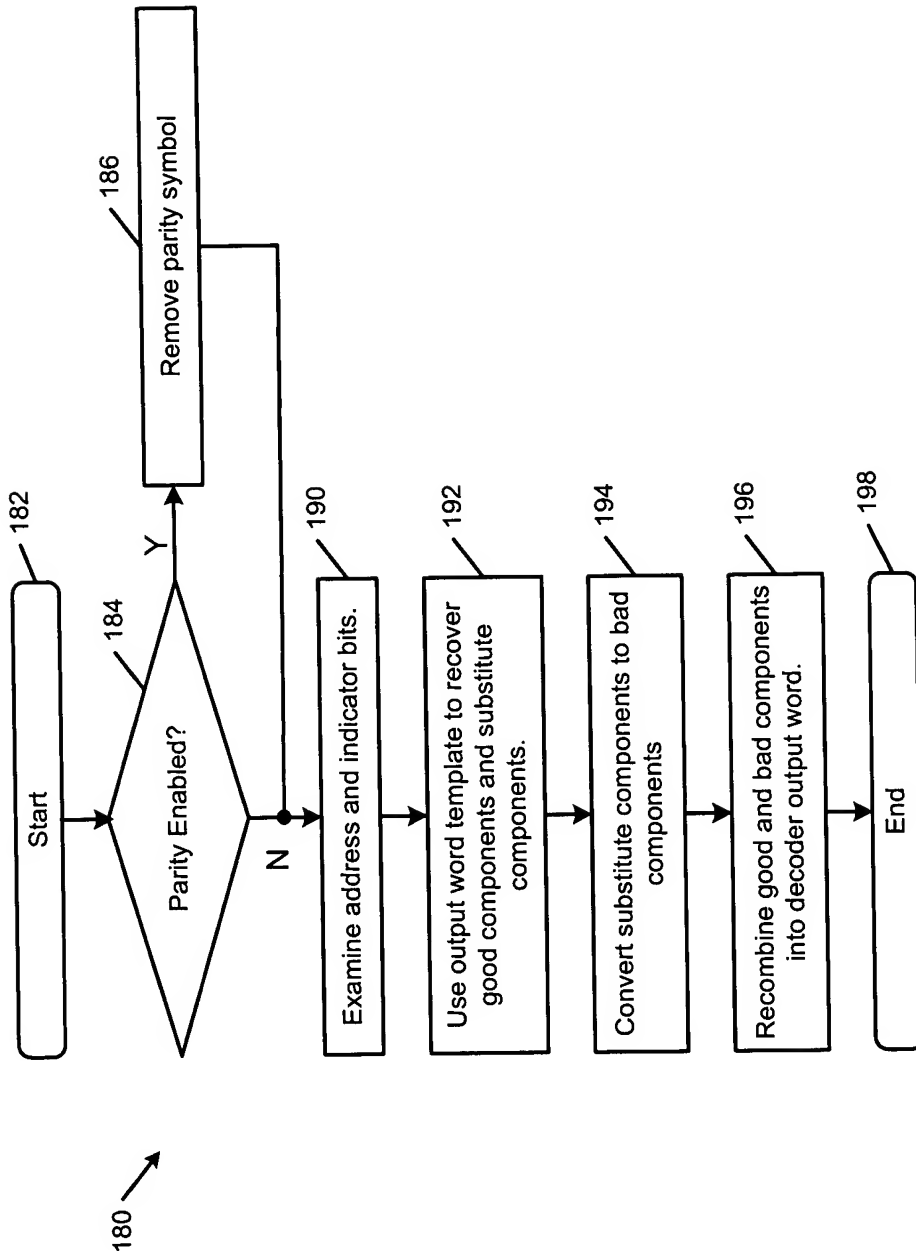 180
Start
182
Parity Enabled?
184
Y
Remove parity symbol
186
N
Examine address and indicator bits.
190
Use output word template to recover
good components and substitute
components.
192
Convert substitute components to bad
components
194
Recombine good and bad components
into decoder output word.
196
End
198